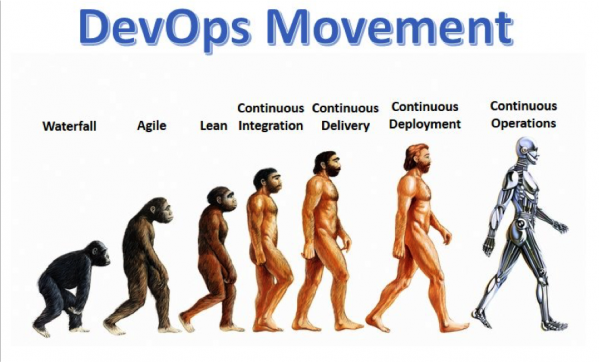 DevOps Movement
Waterfall
Agile
Lean
Continuous
Integration
Continuous
Delivery
Continuous
Deployment
Continuous
Operations